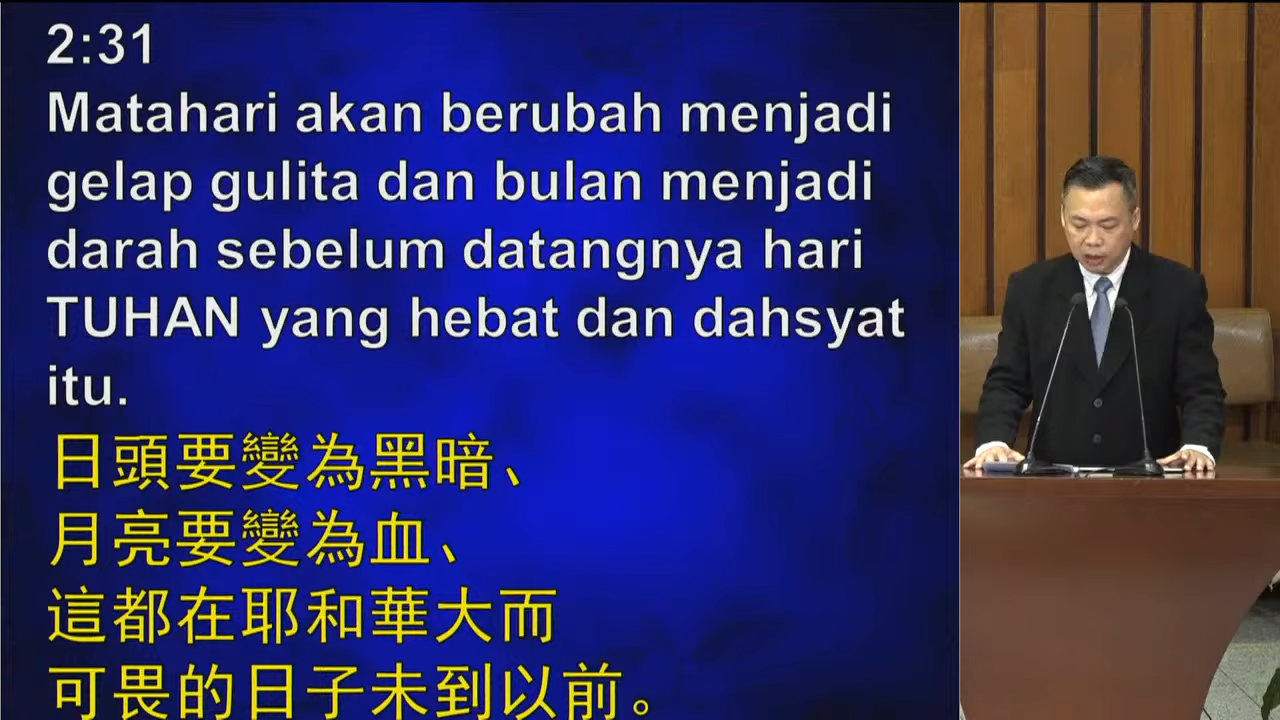 2:31
Matahari akan berubah menjadi
gelap gulita dan bulan menjadi
darah sebelum datangnya hari
TUHAN yang hebat dan dahsyat
itu.
日頭要變為黑暗、
月亮要變為血、
這都在耶和華大而
可畏的日子未到以前。